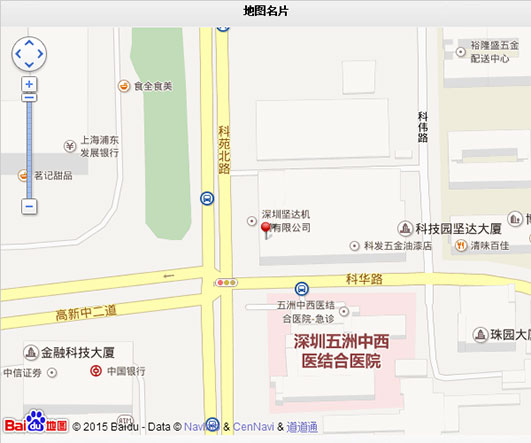 地图名片
裕隆盛五金
配送中心
食全食美
科伟路
科苑北路
上海浦东
发展银行
茗记甜品
深圳坚达机
有限公司
科技园坚达大厦
科发五金油漆店
清味百佳
科华路
高新中二道
五洲中西医结
合医院-急诊
深圳五洲中西
医结合医院
珠园大厦
金融科技大厦
中信证券
中国银行
Bai 地图 © 2015 Baidu - Data © NavInfo & CenNavi & 道道通